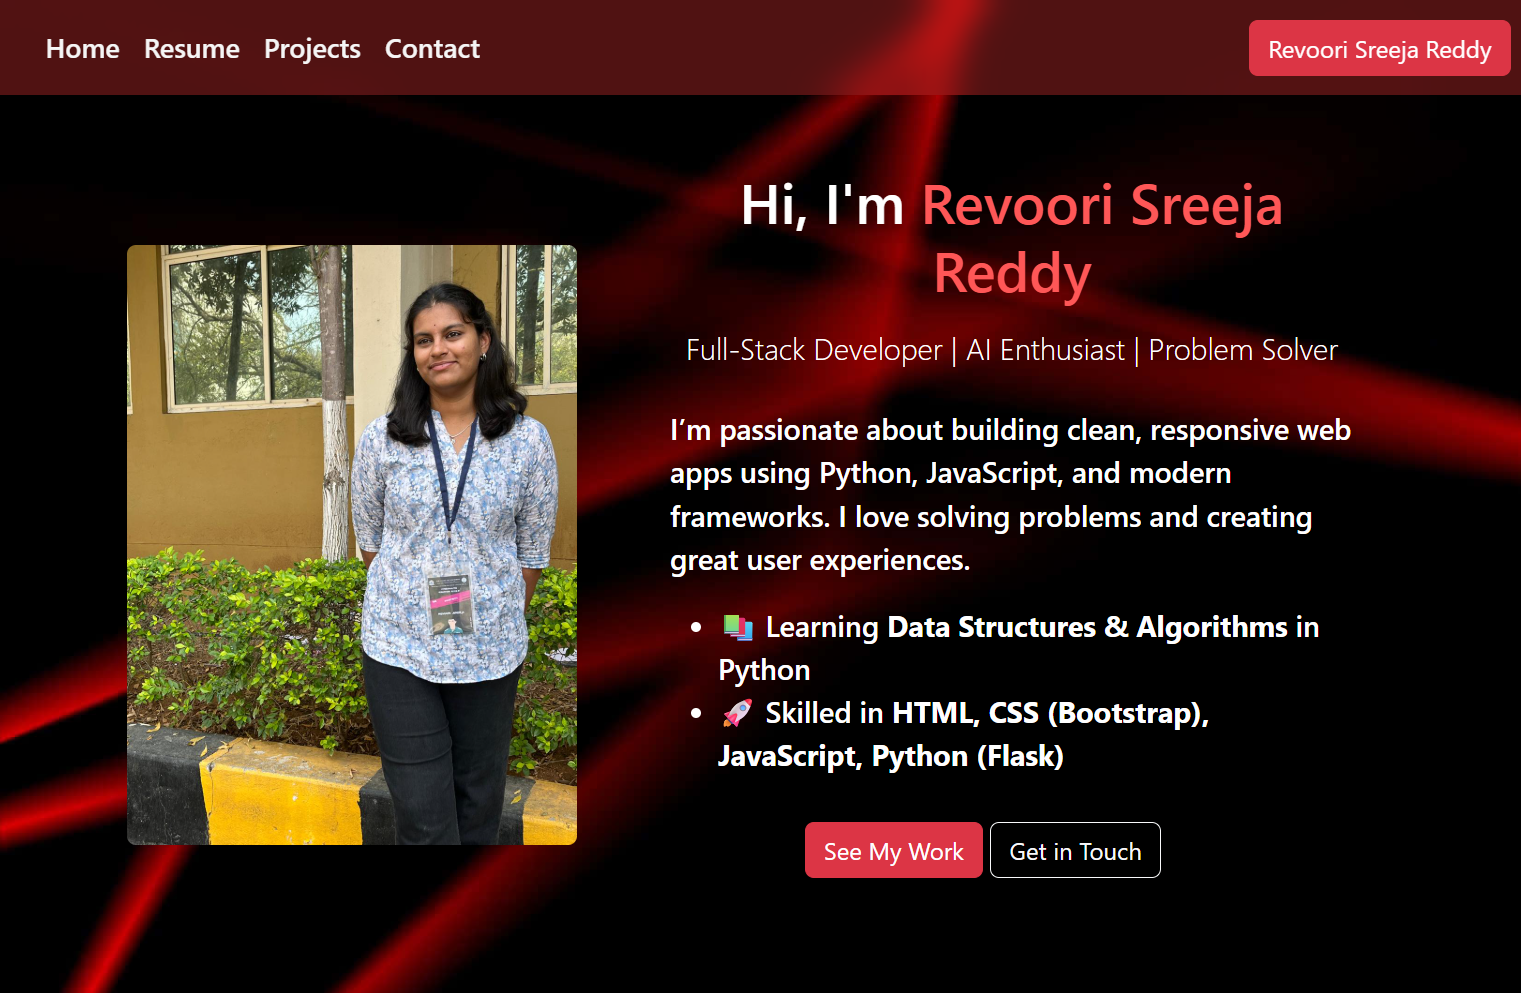 Home Resume Projects Contact Revoori Sreeja Reddy
Hi, I'm Revoori Sreeja
Reddy
Full-Stack Developer | AI Enthusiast | Problem Solver
I’m passionate about building clean, responsive web
apps using Python, JavaScript, and modern
frameworks. I love solving problems and creating
great user experiences.
• 📚 Learning Data Structures & Algorithms in
Python
• 🚀 Skilled in HTML, CSS (Bootstrap),
JavaScript, Python (Flask)
See My Work Get in Touch